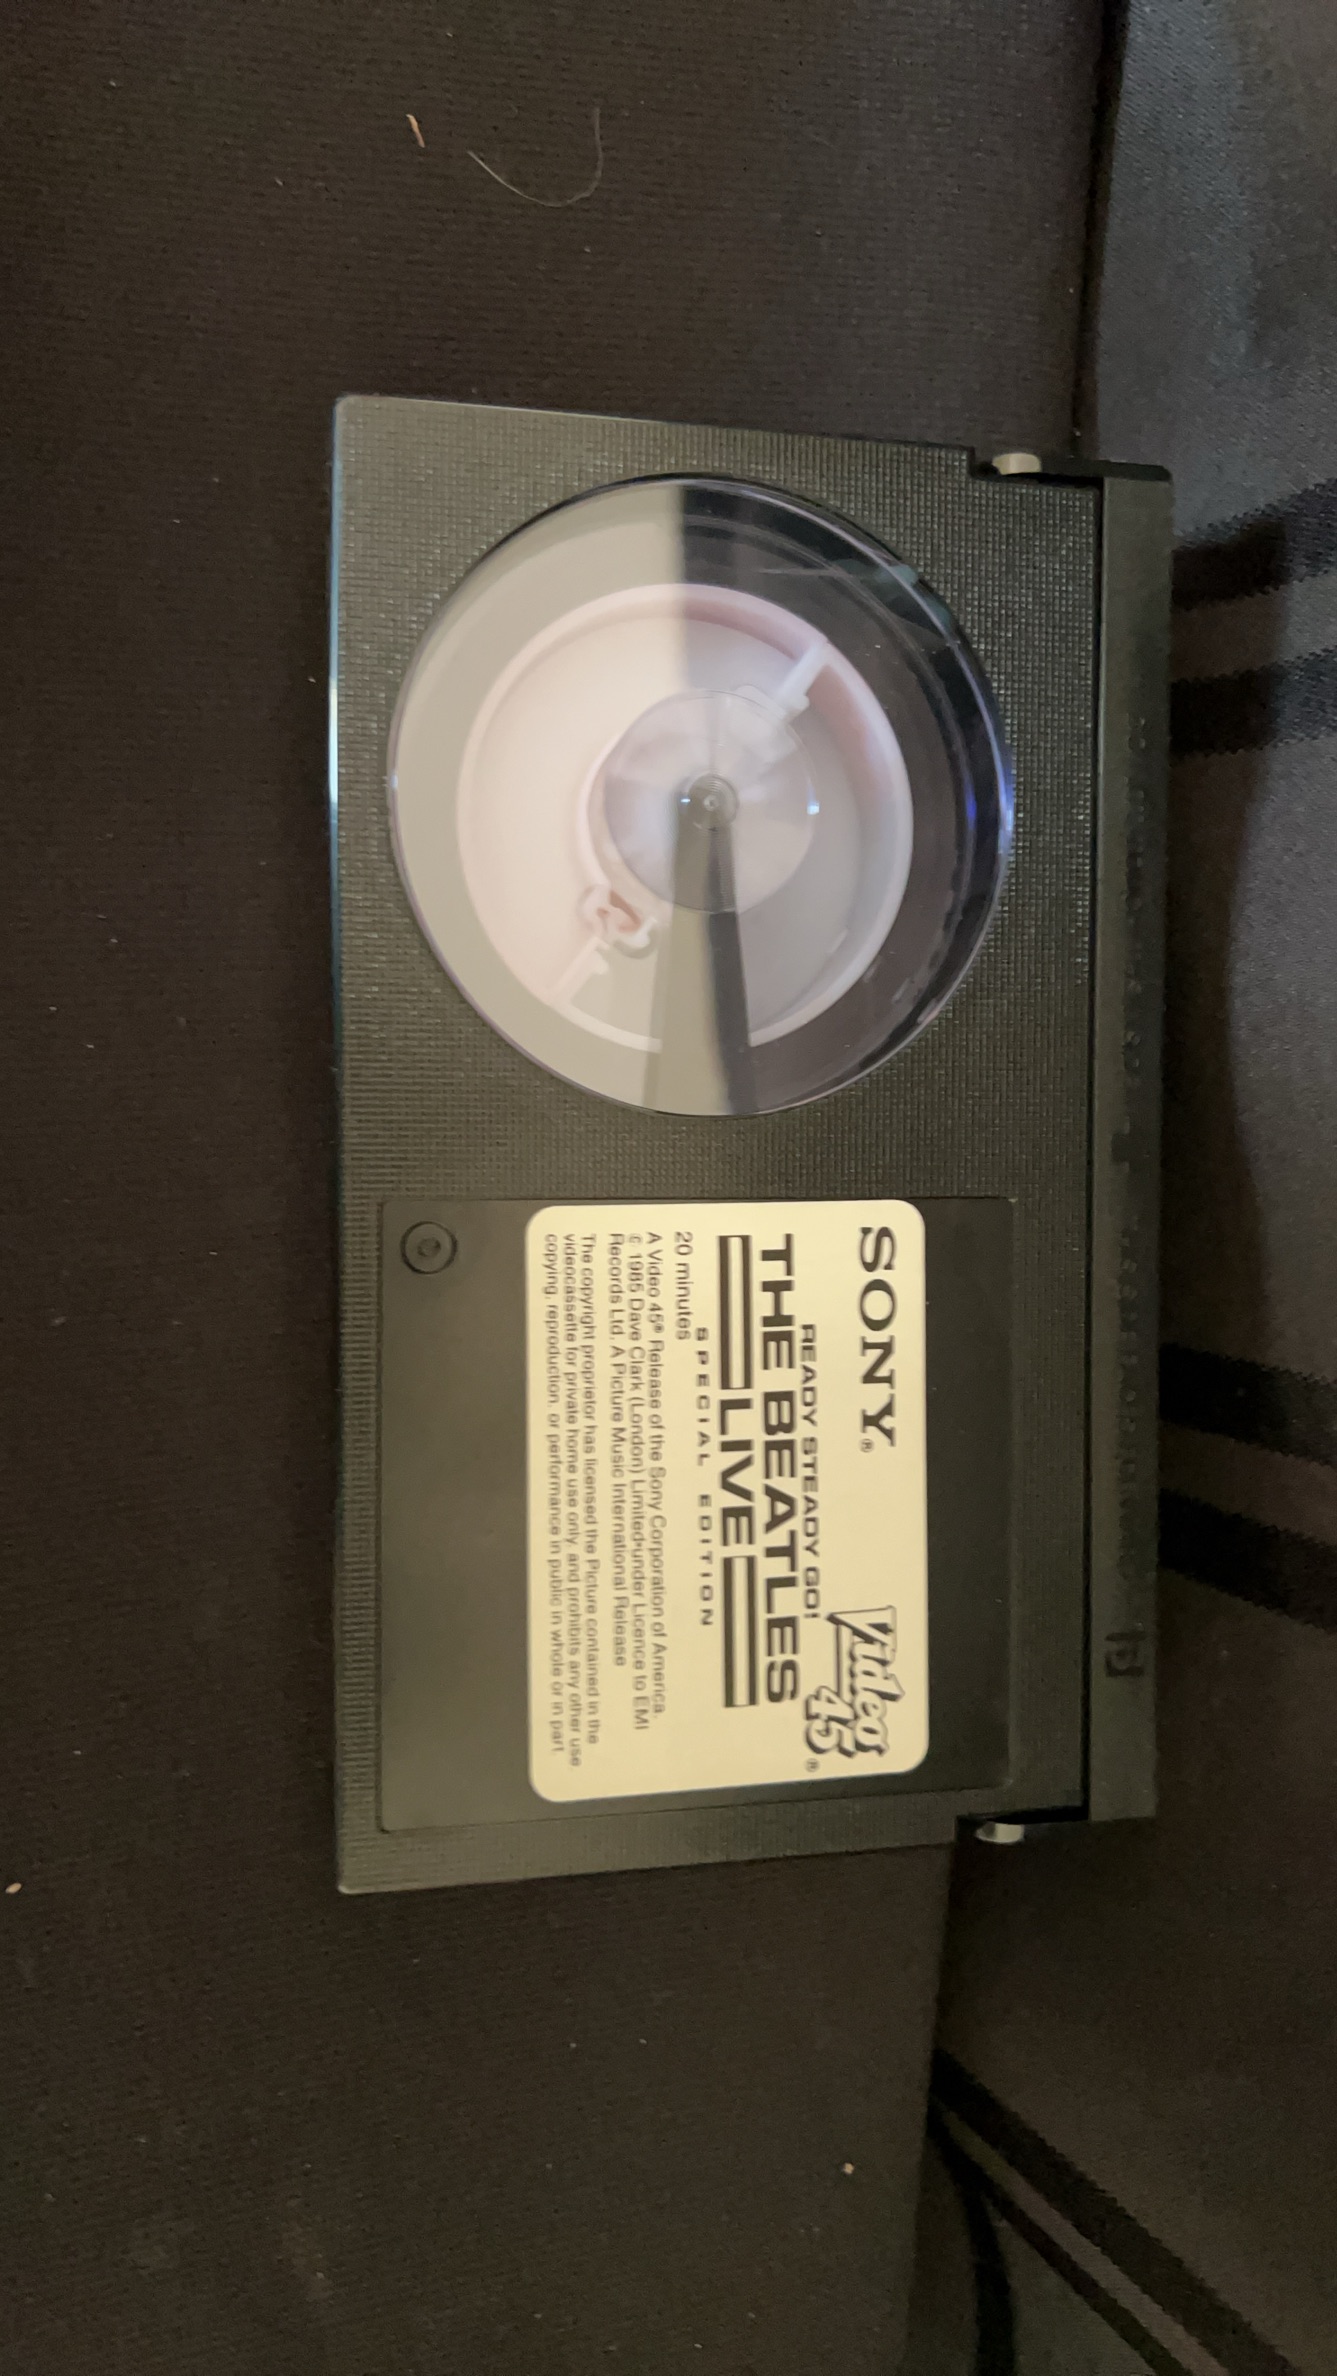 SONY®
Video 45®
READY STEADY GO!
THE BEATLES
LIVE
SPECIAL EDITION
20 minutes
A Video 45® Release of the Sony Corporation of America.
© 1985 Dave Clark (London) Limited•under Licence to EMI
Records Ltd. A Picture Music International Release
The copyright proprietor has licensed the Picture contained in the
videocassette for private home use only, and prohibits any other use
copying, reproduction, or performance in public in whole or in part.